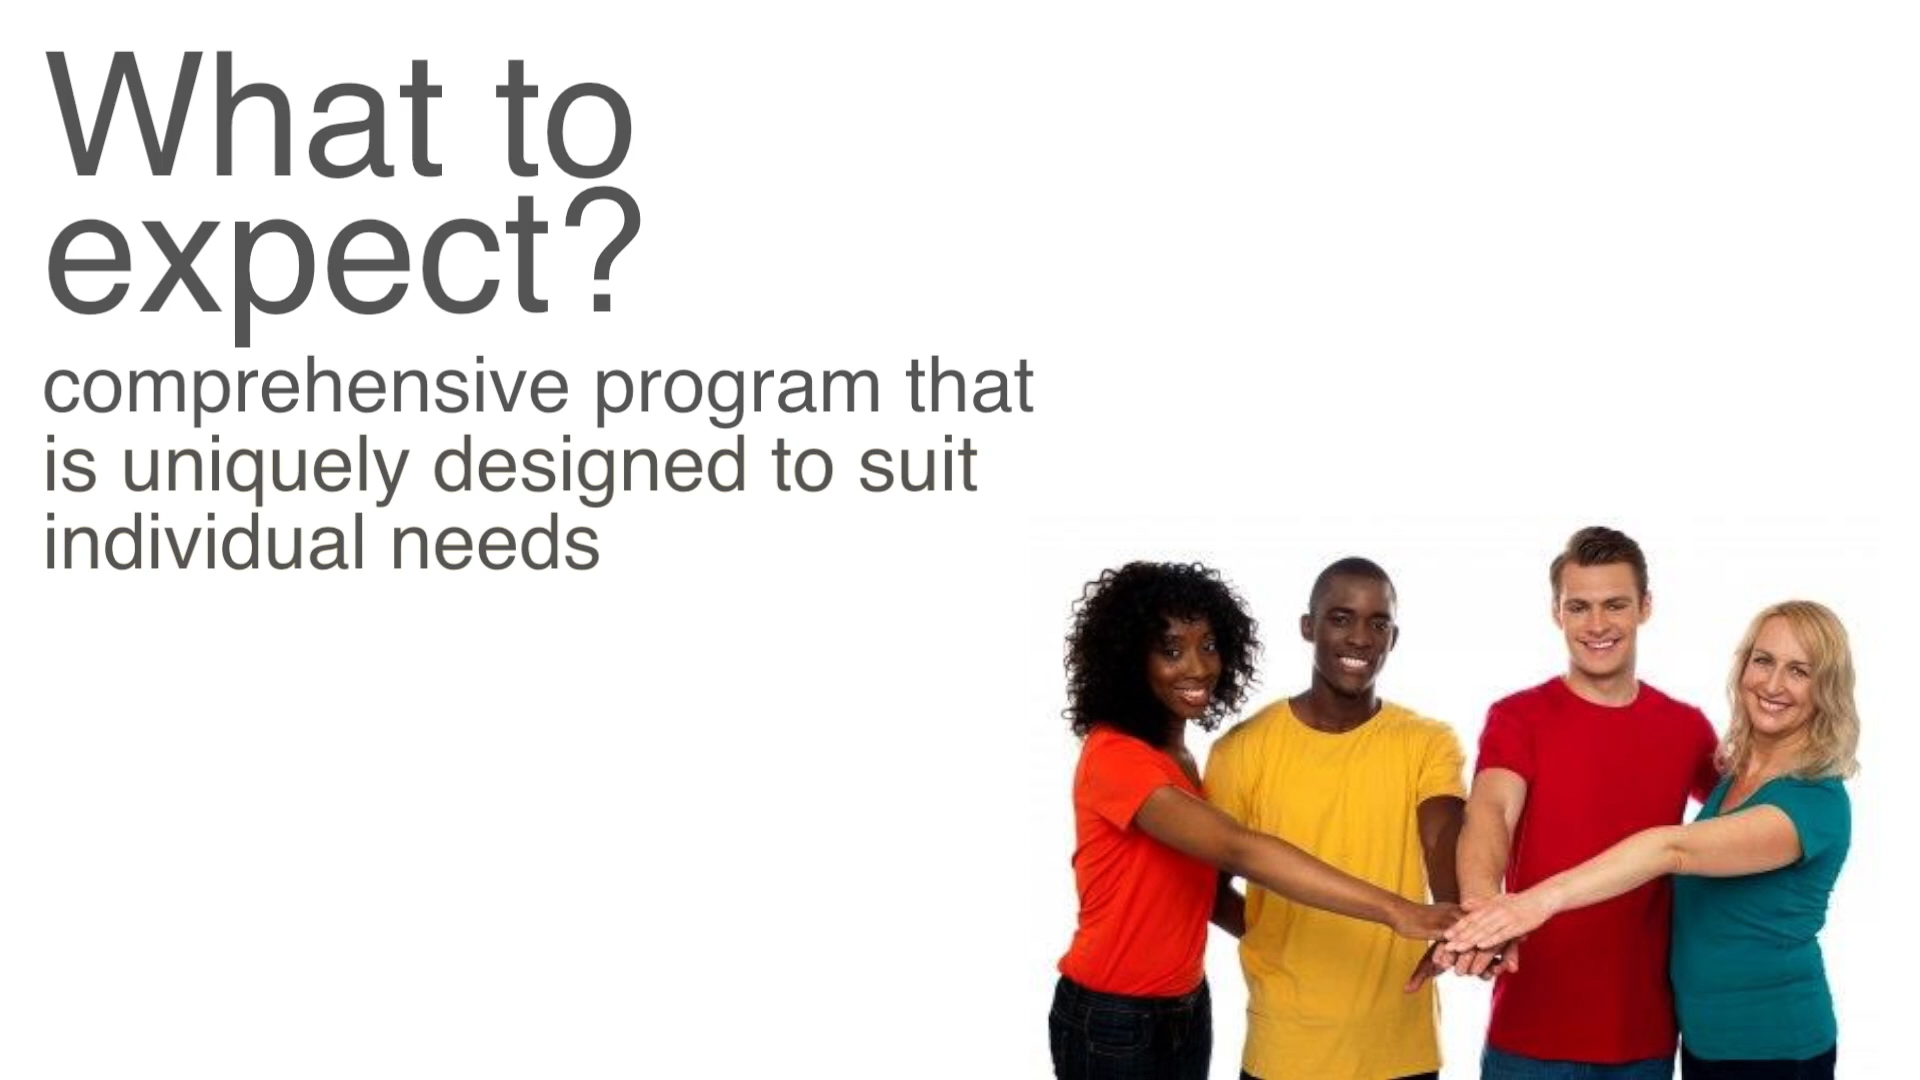 What to
expect?
comprehensive program that
is uniquely designed to suit
individual needs